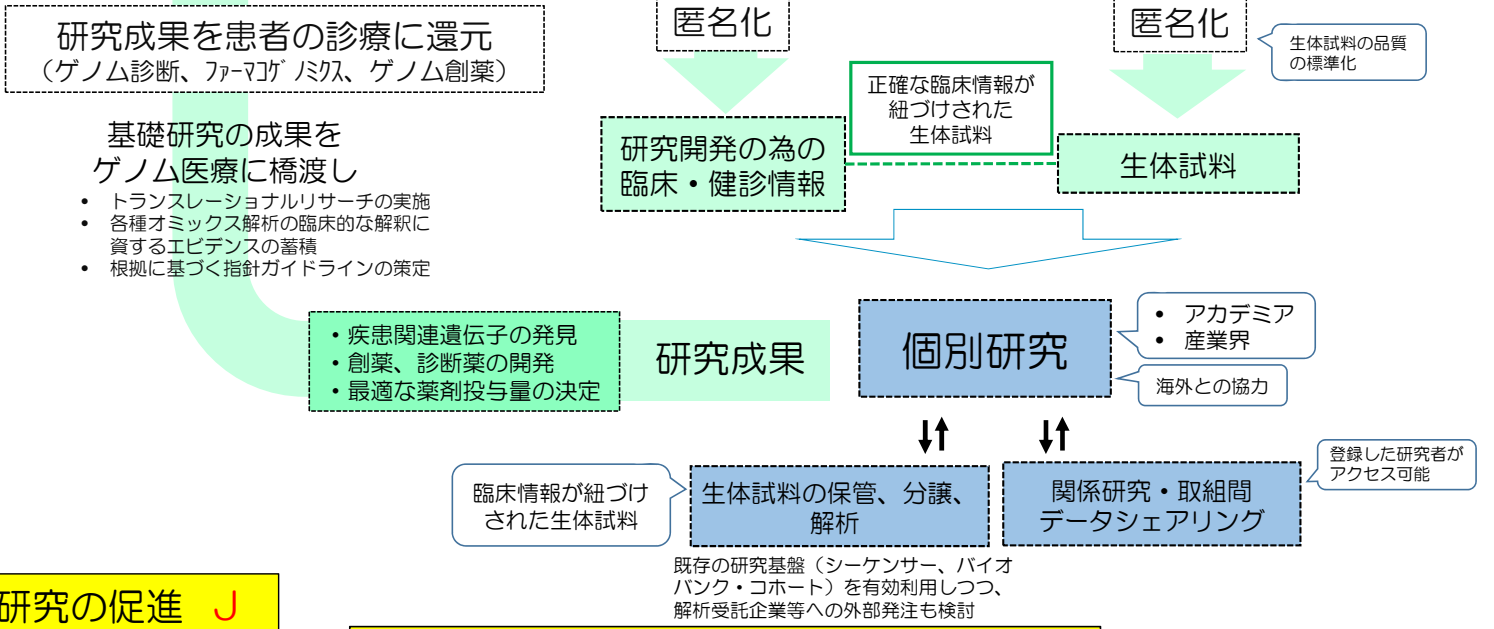 研究成果を患者の診療に還元
（ゲノム診断、ﾌｧｰﾏｺｹﾞﾉﾐｸｽ、ゲノム創薬）
匿名化
匿名化
生体試料の品質
の標準化
正確な臨床情報が
紐づけされた
生体試料
研究開発の為の
臨床・健診情報
生体試料
基礎研究の成果を
ゲノム医療に橋渡し
• トランスレーショナルリサーチの実施
• 各種オミックス解析の臨床的な解釈に
資するエビデンスの蓄積
• 根拠に基づく指針ガイドラインの策定
・疾患関連遺伝子の発見
・創薬、診断薬の開発
・最適な薬剤投与量の決定
研究成果
個別研究
• アカデミア
• 産業界
海外との協力
臨床情報が紐づけ
された生体試料
生体試料の保管、分譲、
解析
関係研究・取組間
データシェアリング
登録した研究者が
アクセス可能
既存の研究基盤（シーケンサー、バイオ
バンク・コホート）を有効利用しつつ、
解析受託企業等への外部発注も検討
研究の促進 J